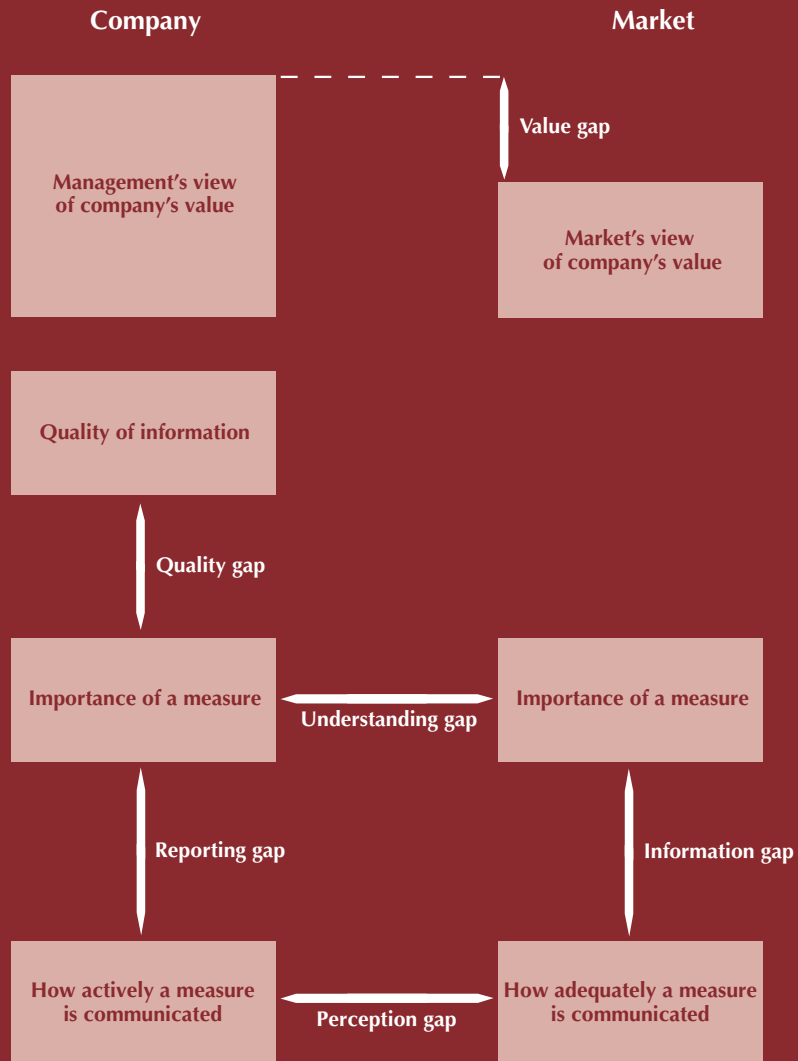 Company
Market
Value gap
Management's view
of company's value
Market's view
of company's value
Quality of information
Quality gap
Importance of a measure
Importance of a measure
Understanding gap
Reporting gap
Information gap
How actively a measure
is communicated
How adequately a measure
is communicated
Perception gap